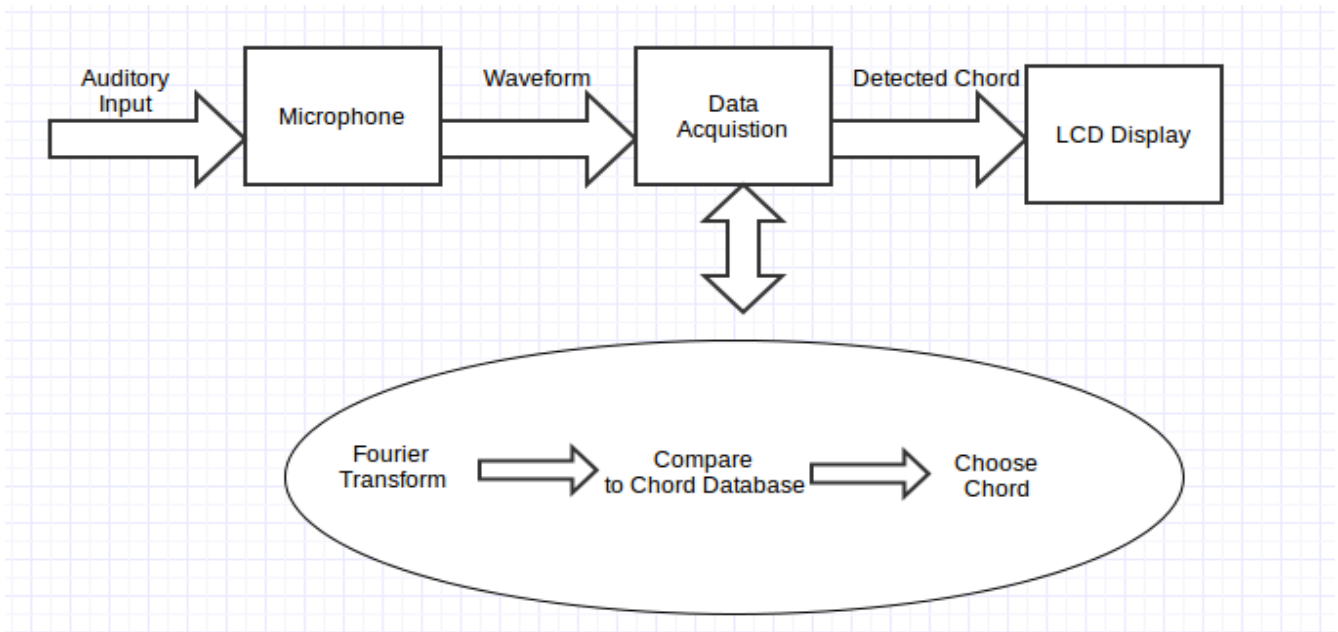 Auditory
Input
Microphone
Waveform
Data
Acquistion
Detected Chord
LCD Display
Fourier
Transform
Compare
to Chord Database
Choose
Chord